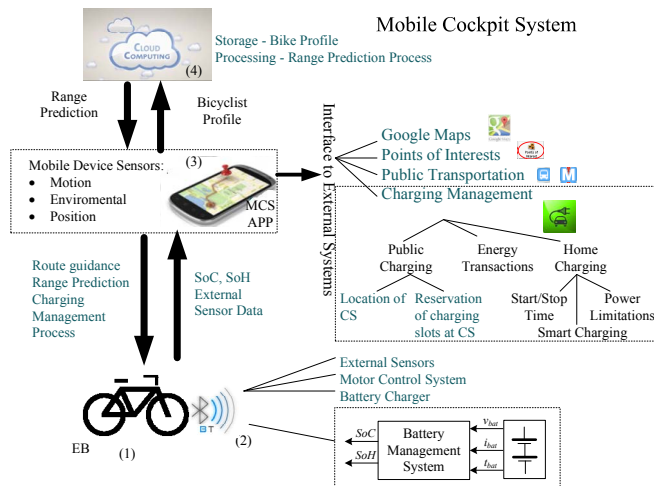 Mobile Cockpit System
CLOUD
COMPUTING
(4)
Storage - Bike Profile
Processing - Range Prediction Process
Range
Prediction
Bicyclist
Profile
Mobile Device Sensors:
• Motion
• Enviromental
• Position
(3)
MCS
APP
Interface to External Systems
Google Maps
Points of Interests
Public Transportation
Charging Management
Public
Charging
Energy
Transactions
Home
Charging
Location of
CS
Reservation
of charging
slots at CS
Start/Stop
Time
Power
Limitations
Smart Charging
Route guidance
Range Prediction
Charging
Management
Process
SoC, SoH
External
Sensor Data
External Sensors
Motor Control System
Battery Charger
EB
(1)
T
(2)
SoC
SoH
Battery
Management
System
vbat
ibat
tbat